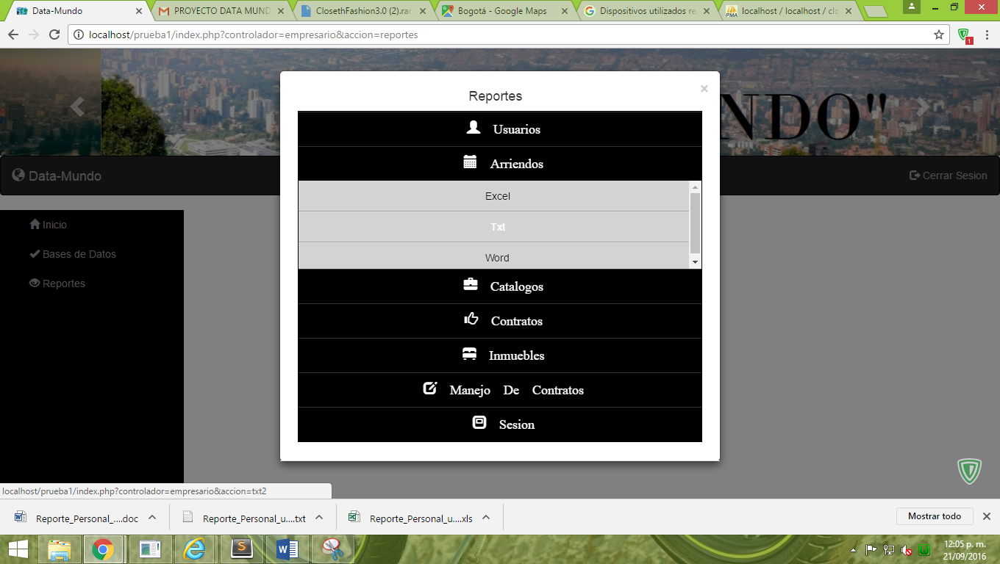 Data-Mundo
PROYECTO DATA MUND
ClosethFashion3.0 (2).rar
Bogotá - Google Maps
Dispositivos utilizados re
localhost / localhost / clo
localhost/prueba1/index.php?controlador=empresario&accion=reportes
1
NDO"
Data-Mundo
Cerrar Sesion
Inicio
Bases de Datos
Reportes
Reportes
×
Usuarios
Arriendos
Excel
Txt
Word
Catalogos
Contratos
Inmuebles
Manejo De Contratos
Sesion
localhost/prueba1/index.php?controlador=empresario&accion=txt2
Reporte_Personal_....doc
Reporte_Personal_u....txt
Reporte_Personal_u....xls
Mostrar todo
12:05 p. m.
21/09/2016